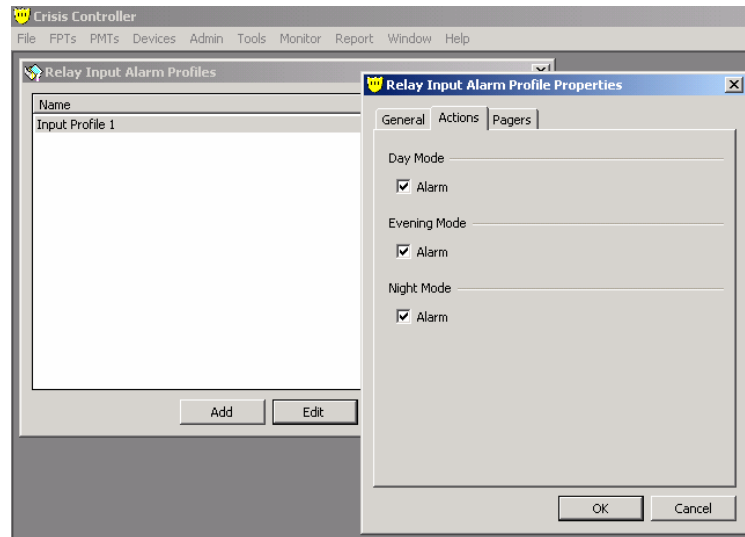 Crisis Controller
File FPTs PMTs Devices Admin Tools Monitor Report Window Help
Relay Input Alarm Profiles
Name
Input Profile 1
Add Edit
Relay Input Alarm Profile Properties
General Actions Pagers
Day Mode
Alarm
Evening Mode
Alarm
Night Mode
Alarm
OK Cancel